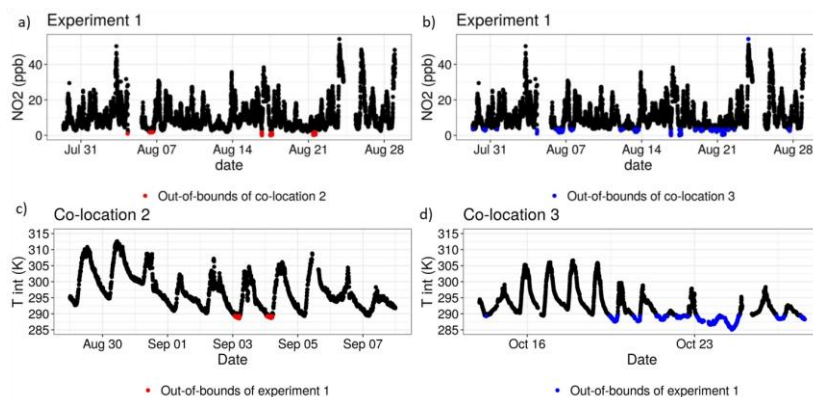 a) Experiment 1
NO2 (ppb)
40
20
0
Jul 31 Aug 07 Aug 14 Aug 21 Aug 28
date
Out-of-bounds of co-location 2
b) Experiment 1
NO2 (ppb)
40
20
0
Jul 31 Aug 07 Aug 14 Aug 21 Aug 28
date
Out-of-bounds of co-location 3
c) Co-location 2
T int (K)
315
310
305
300
295
290
285
Aug 30 Sep 01 Sep 03 Sep 05 Sep 07
Date
Out-of-bounds of experiment 1
d) Co-location 3
T int (K)
315
310
305
300
295
290
285
Oct 16 Oct 23
Date
Out-of-bounds of experiment 1